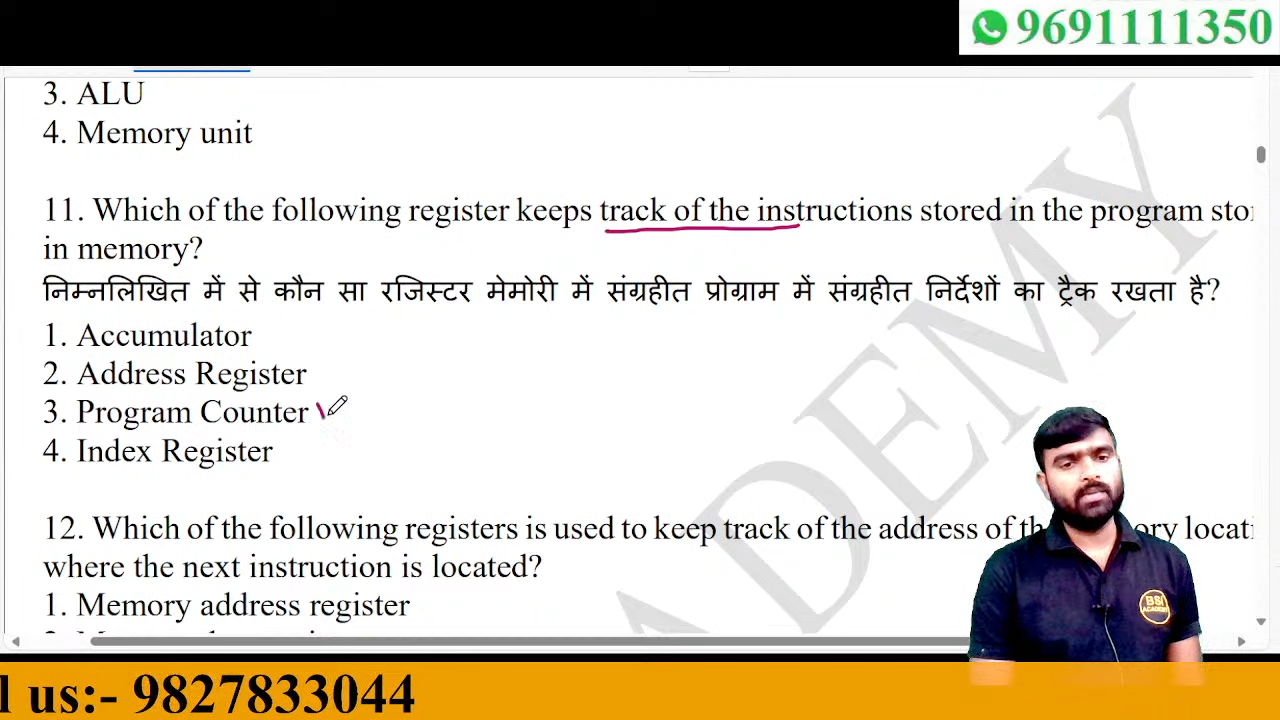 9691111350
3. ALU
4. Memory unit
11. Which of the following register keeps track of the instructions stored in the program
in memory?
निम्नलिखित में से कौन सा रजिस्टर मेमोरी में संग्रहीत प्रोग्राम में संग्रहीत निर्देशों का ट्रैक रखता है?
1. Accumulator
2. Address Register
3. Program Counter
4. Index Register
12. Which of the following registers is used to keep track of the address of
where the next instruction is located?
1. Memory address register
ADEMY
BSI
ACADEMY
us:- 9827833044